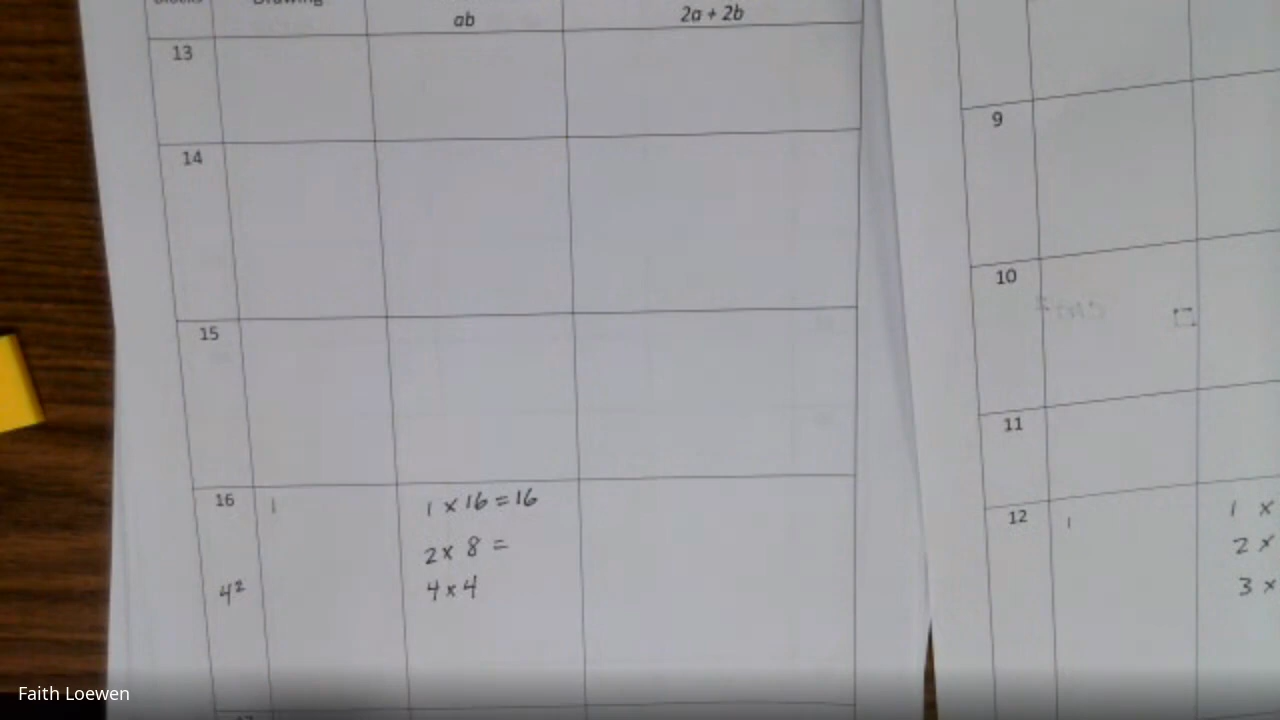 Drawing
ab
2a + 2b
13
14
15
16
1
1 x 16 = 16
2 x 8 =
4²
4 x 4
9
10
11
12
1
1 x
2 x
3 x
Faith Loewen